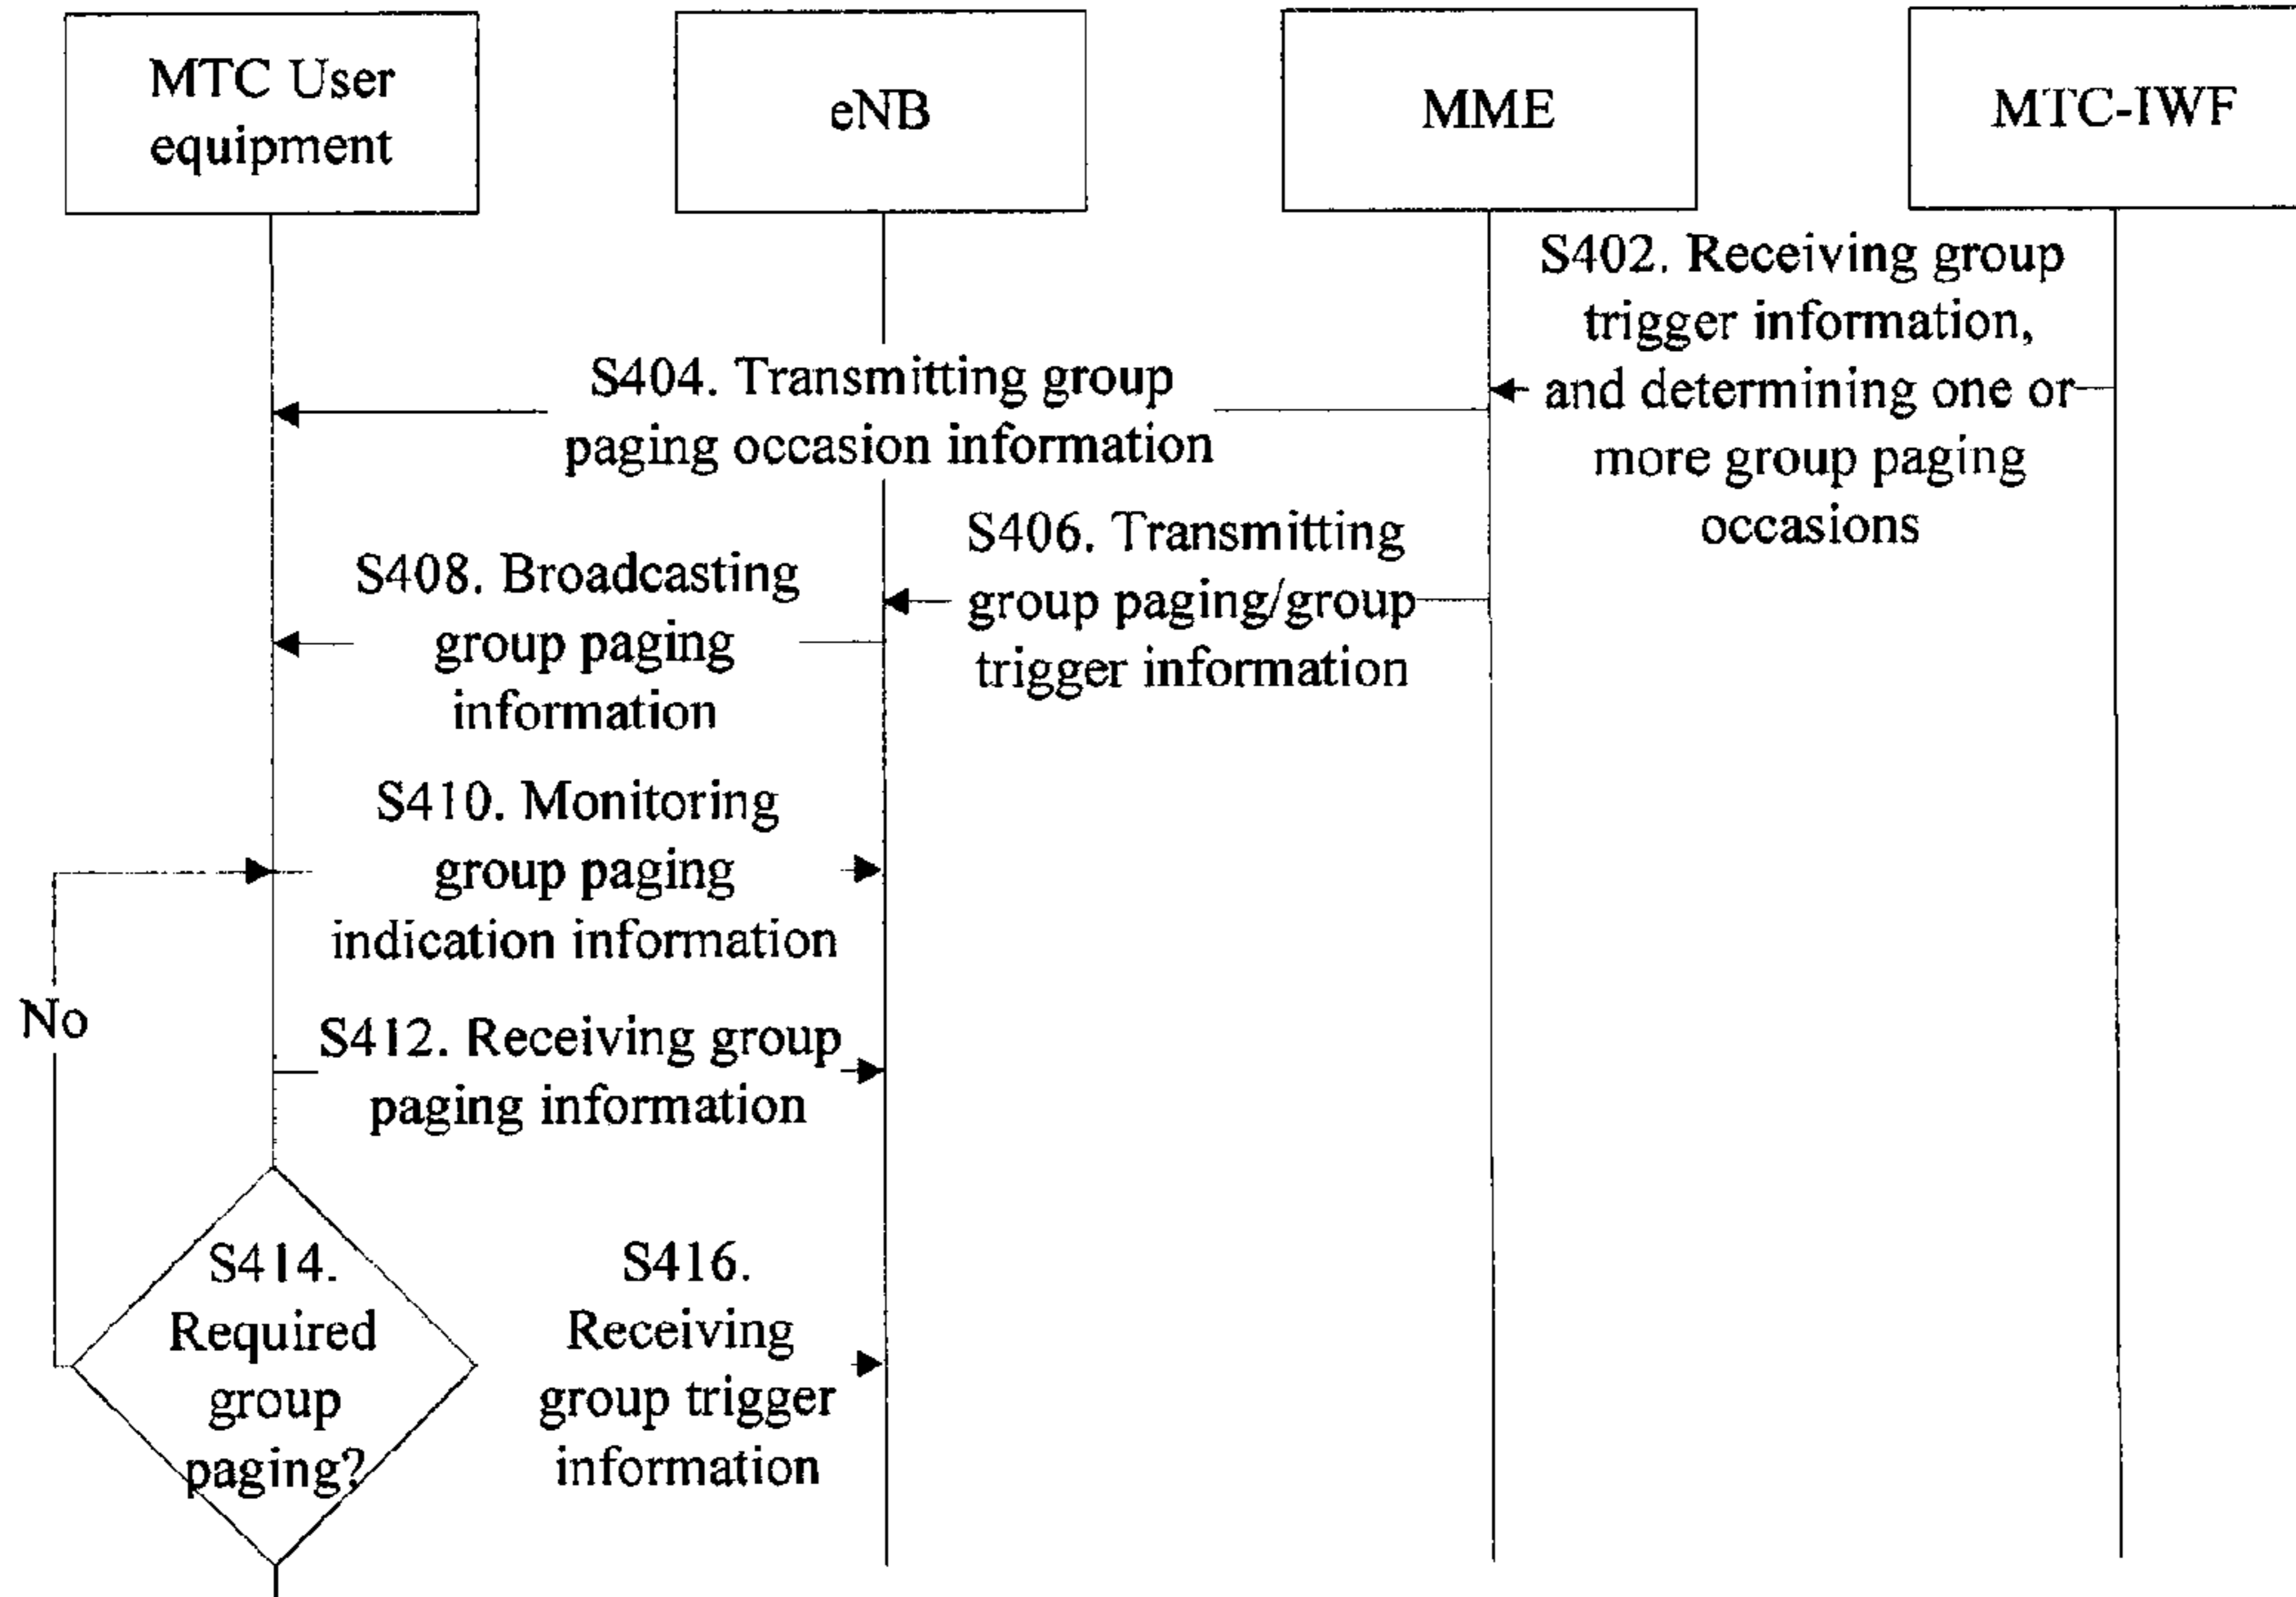 MTC User
equipment
eNB
MME
MTC-IWF
S402. Receiving group
trigger information,
and determining one or
more group paging
occasions
S404. Transmitting group
paging occasion information
S406. Transmitting
group paging/group
trigger information
S408. Broadcasting
group paging
information
S410. Monitoring
group paging
indication information
No
S412. Receiving group
paging information
S414.
Required
group
paging?
S416.
Receiving
group trigger
information